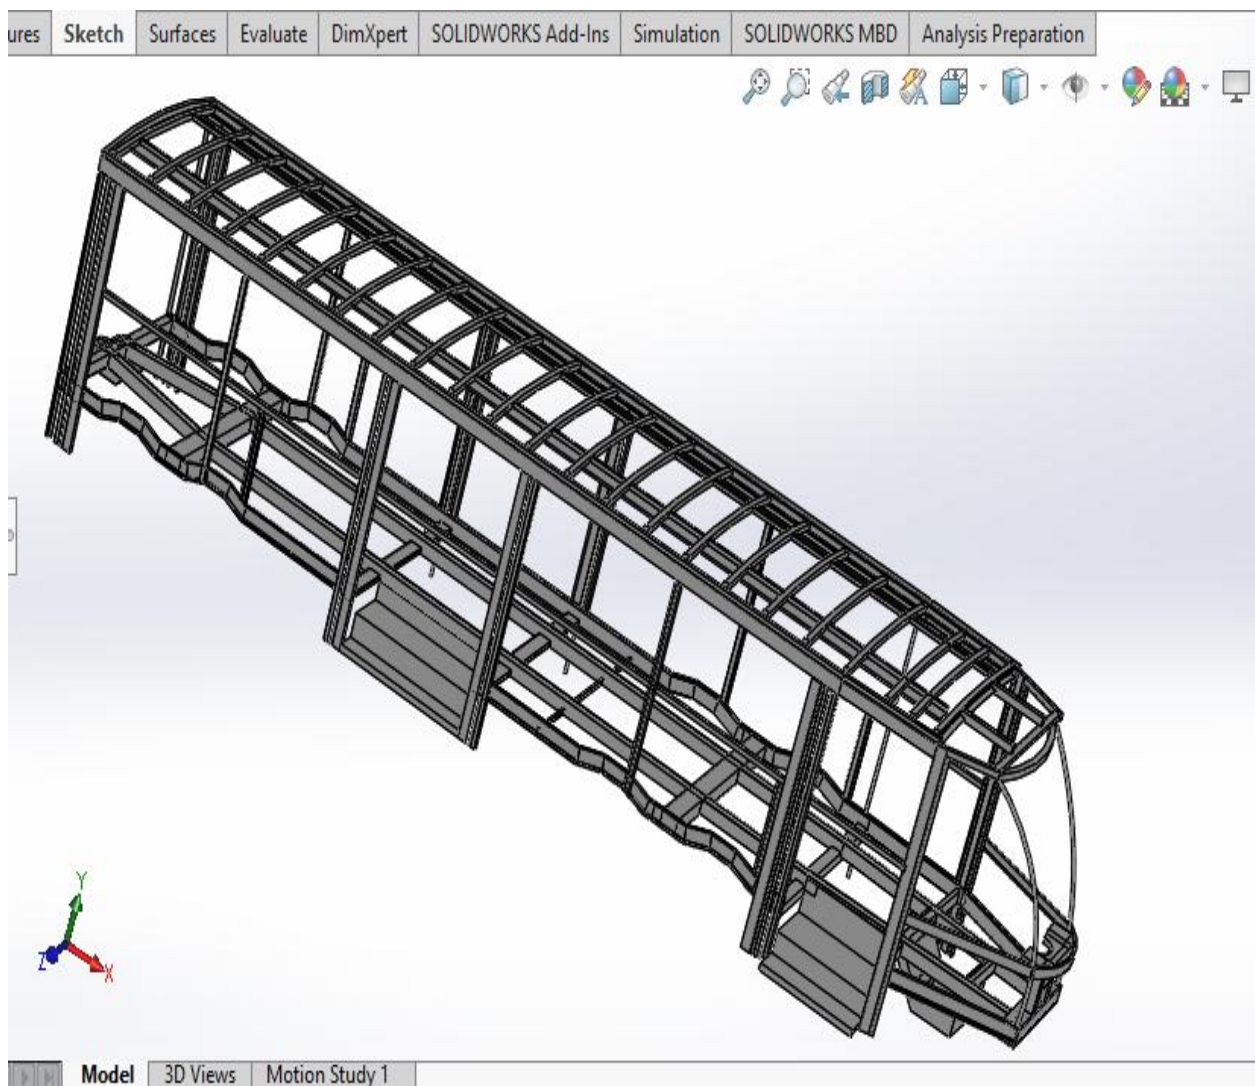 ures Sketch Surfaces Evaluate DimXpert SOLIDWORKS Add-Ins Simulation SOLIDWORKS MBD Analysis Preparation
Y
Z X
Model 3D Views Motion Study 1